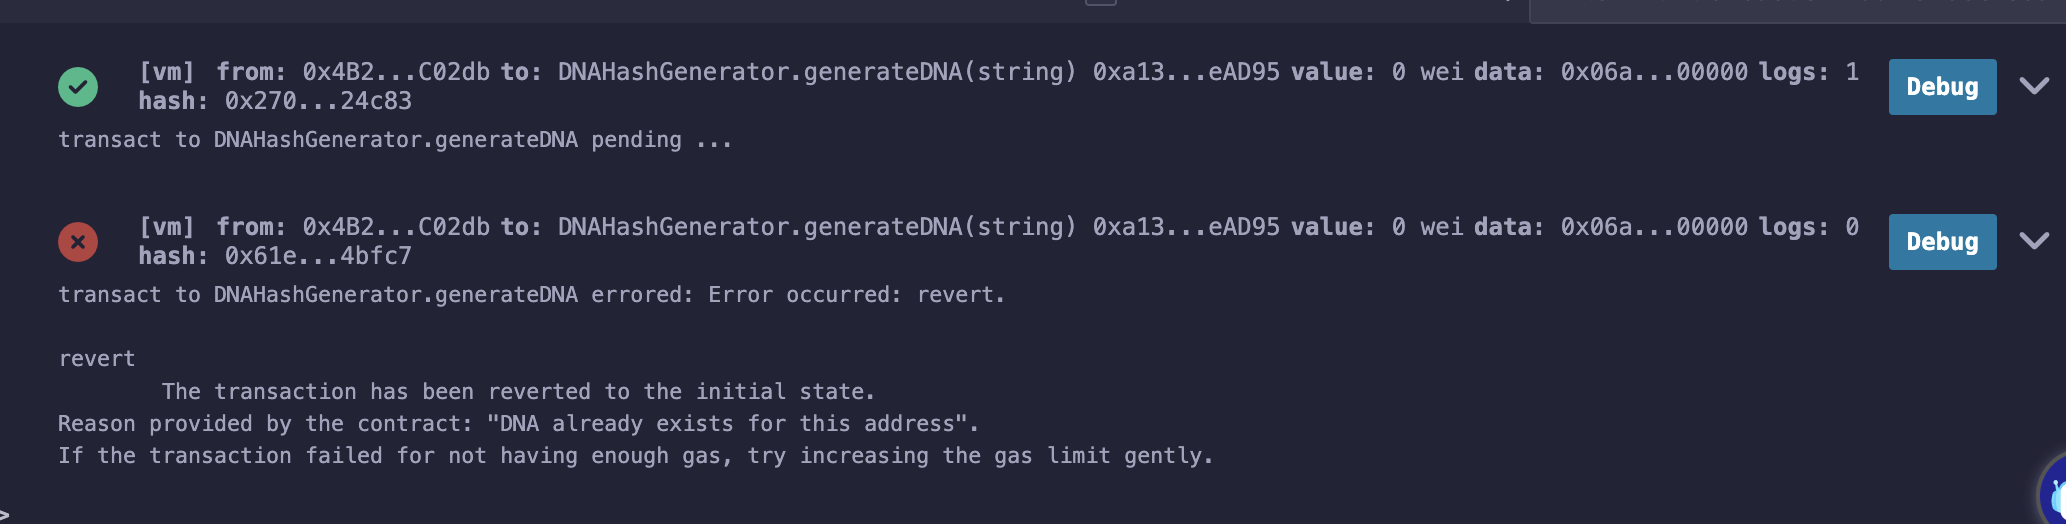 [vm] from: 0x4B2...C02db to: DNAHashGenerator.generateDNA(string) 0xa13...eAD95 value: 0 wei data: 0x06a...00000 logs: 1
hash: 0x270...24c83
Debug
transact to DNAHashGenerator.generateDNA pending ...
[vm] from: 0x4B2...C02db to: DNAHashGenerator.generateDNA(string) 0xa13...eAD95 value: 0 wei data: 0x06a...00000 logs: 0
hash: 0x61e...4bfc7
Debug
transact to DNAHashGenerator.generateDNA errored: Error occurred: revert.
revert
The transaction has been reverted to the initial state.
Reason provided by the contract: "DNA already exists for this address".
If the transaction failed for not having enough gas, try increasing the gas limit gently.
>